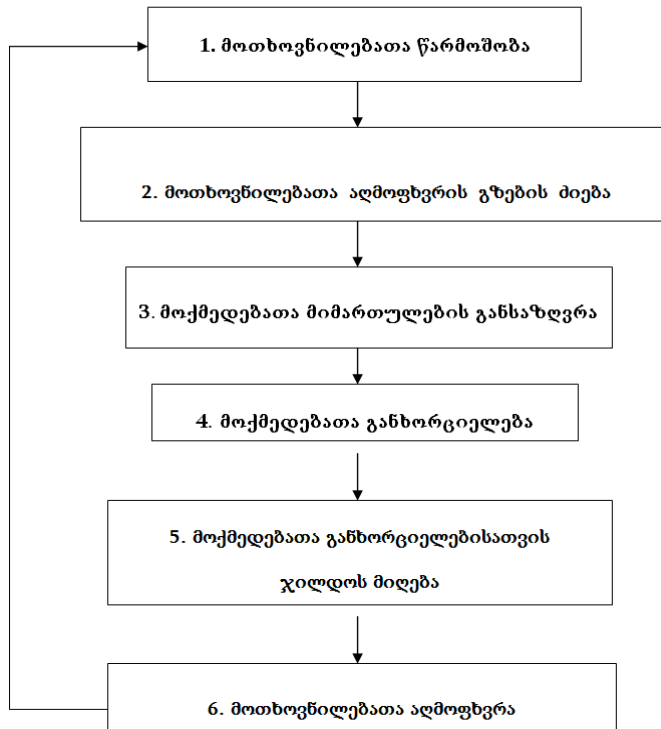 1. მოთხოვნილებათა წარმოშობა
2. მოთხოვნილებათა აღმოფხვრის გზების ძიება
3. მოქმედებათა მიმართულების განსაზღვრა
4. მოქმედებათა განხორციელება
5. მოქმედებათა განხორციელებისათვის
ჯილდოს მიღება
6. მოთხოვნილებათა აღმოფხვრა